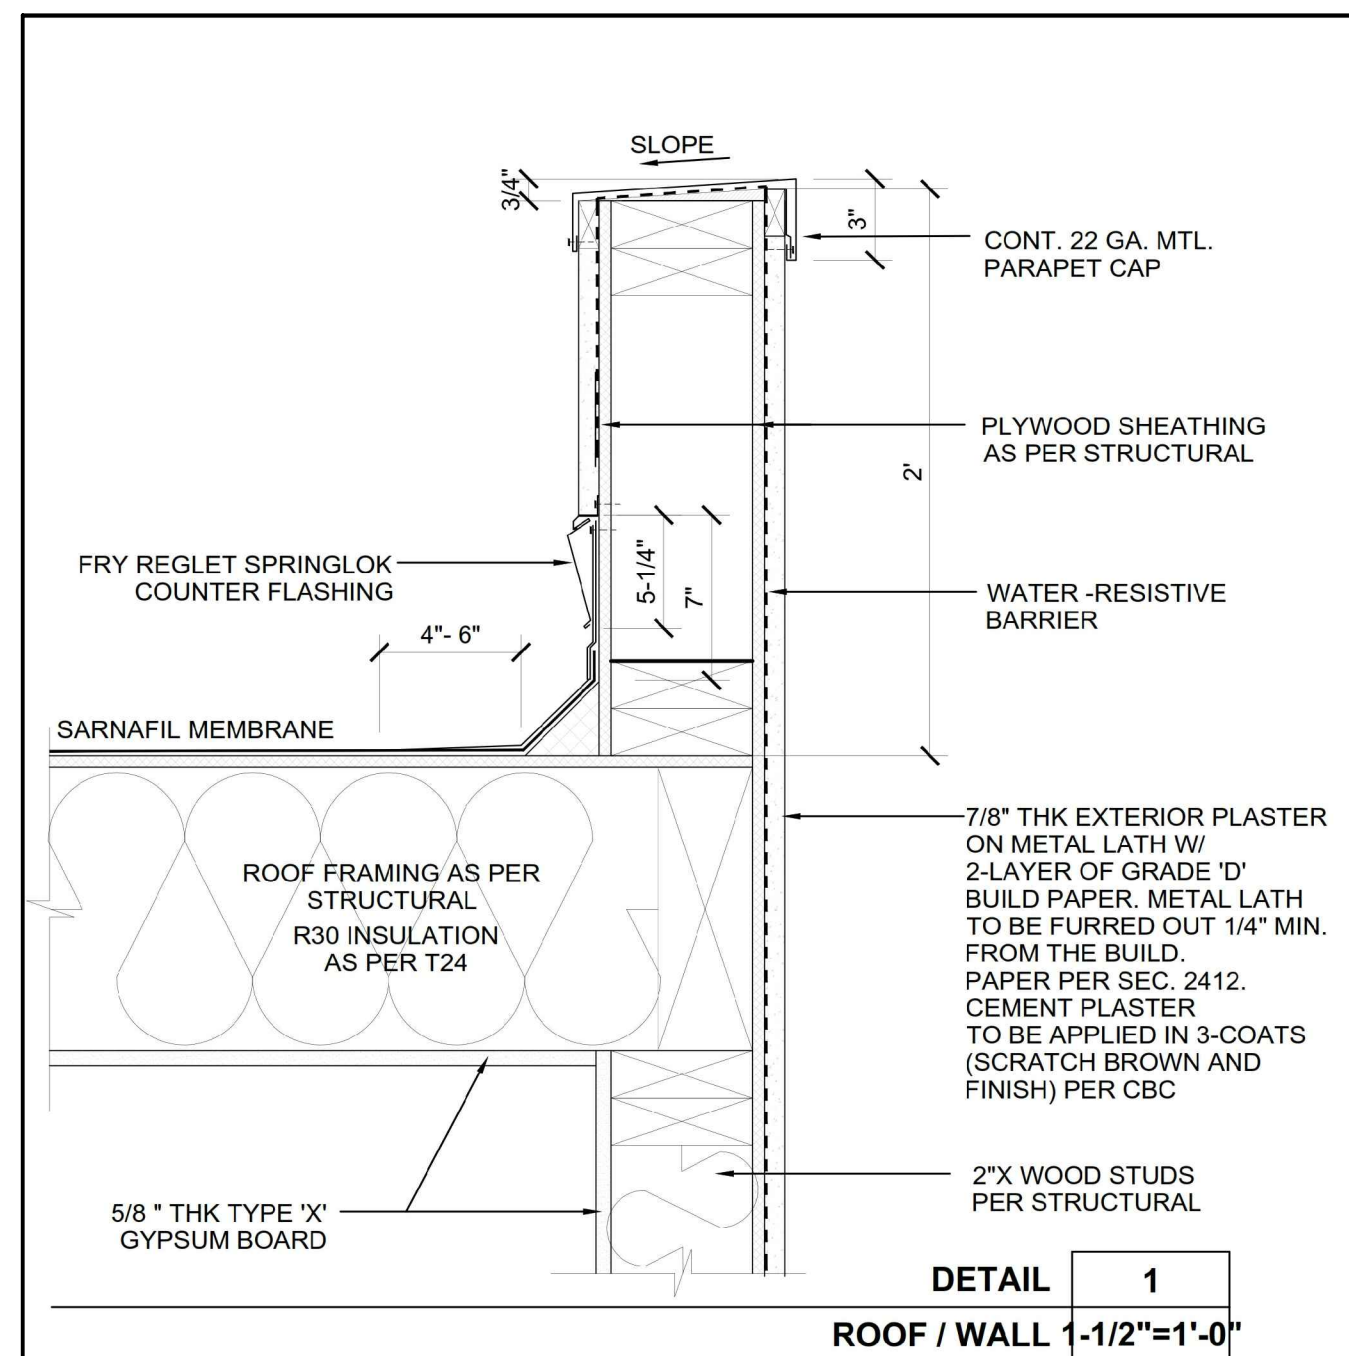 SLOPE
3/4"
3"
CONT. 22 GA. MTL.
PARAPET CAP
PLYWOOD SHEATHING
AS PER STRUCTURAL
2'
FRY REGLET SPRINGLOK
COUNTER FLASHING
5-1/4"
7"
WATER -RESISTIVE
BARRIER
4"- 6"
SARNAFIL MEMBRANE
7/8" THK EXTERIOR PLASTER
ON METAL LATH W/
2-LAYER OF GRADE 'D'
BUILD PAPER. METAL LATH
TO BE FURRED OUT 1/4" MIN.
FROM THE BUILD.
PAPER PER SEC. 2412.
CEMENT PLASTER
TO BE APPLIED IN 3-COATS
(SCRATCH BROWN AND
FINISH) PER CBC
ROOF FRAMING AS PER
STRUCTURAL
R30 INSULATION
AS PER T24
2"X WOOD STUDS
PER STRUCTURAL
5/8 " THK TYPE 'X'
GYPSUM BOARD
DETAIL 1
ROOF / WALL 1-1/2"=1'-0"